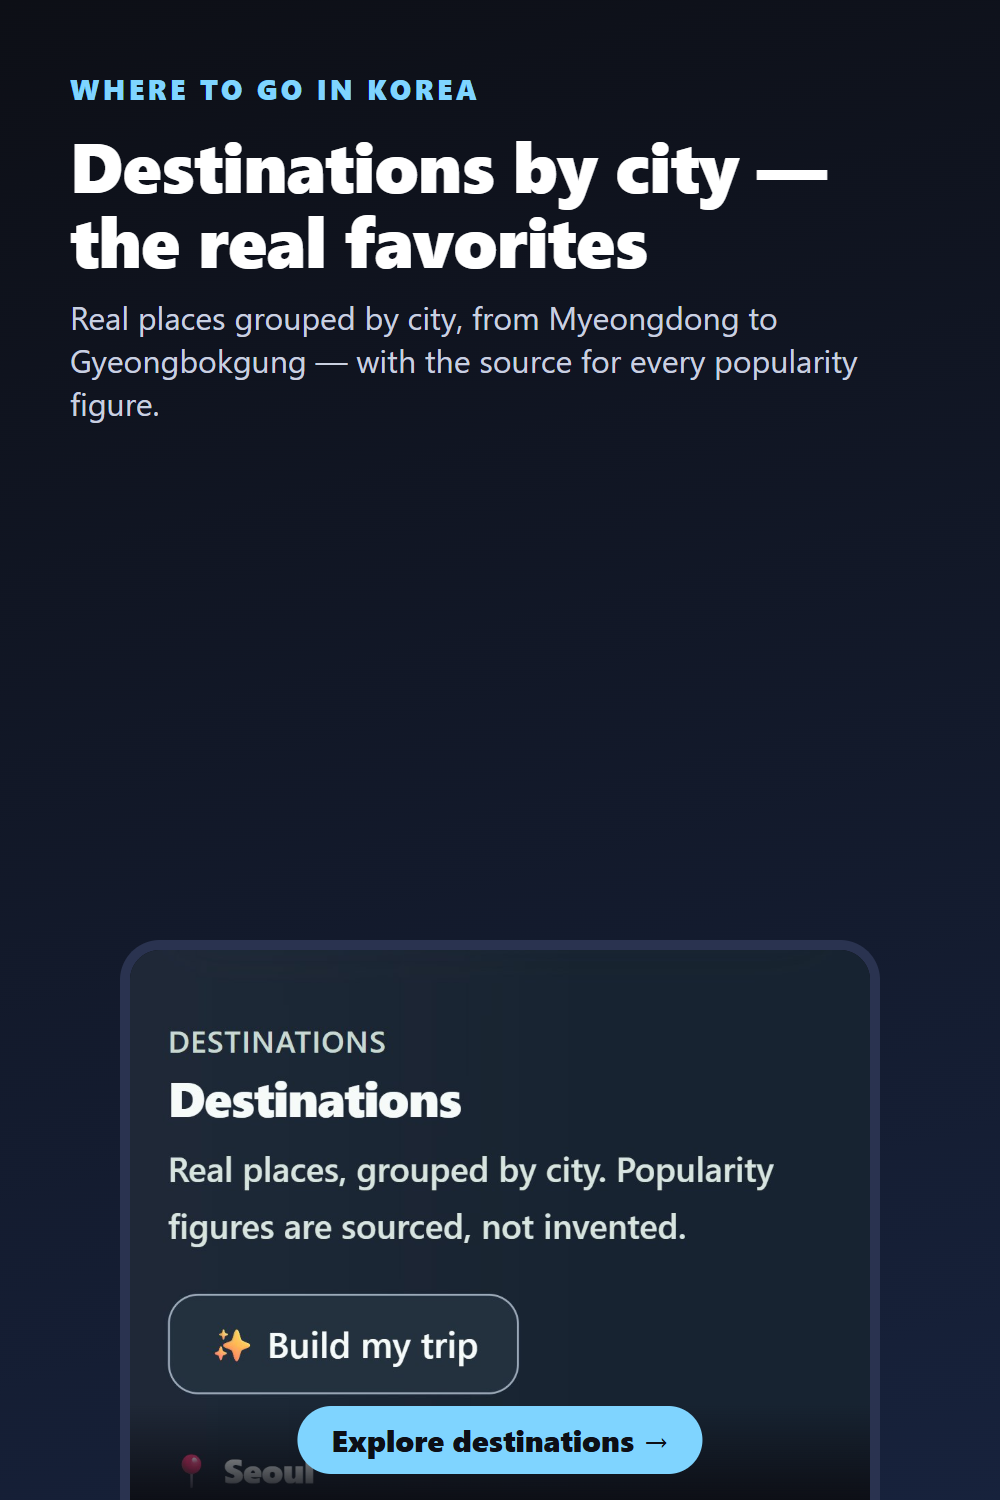 WHERE TO GO IN KOREA
Destinations by city —
the real favorites
Real places grouped by city, from Myeongdong to
Gyeongbokgung — with the source for every popularity
figure.
DESTINATIONS
Destinations
Real places, grouped by city. Popularity
figures are sourced, not invented.
✨ Build my trip
Explore destinations →
📍 Seoul